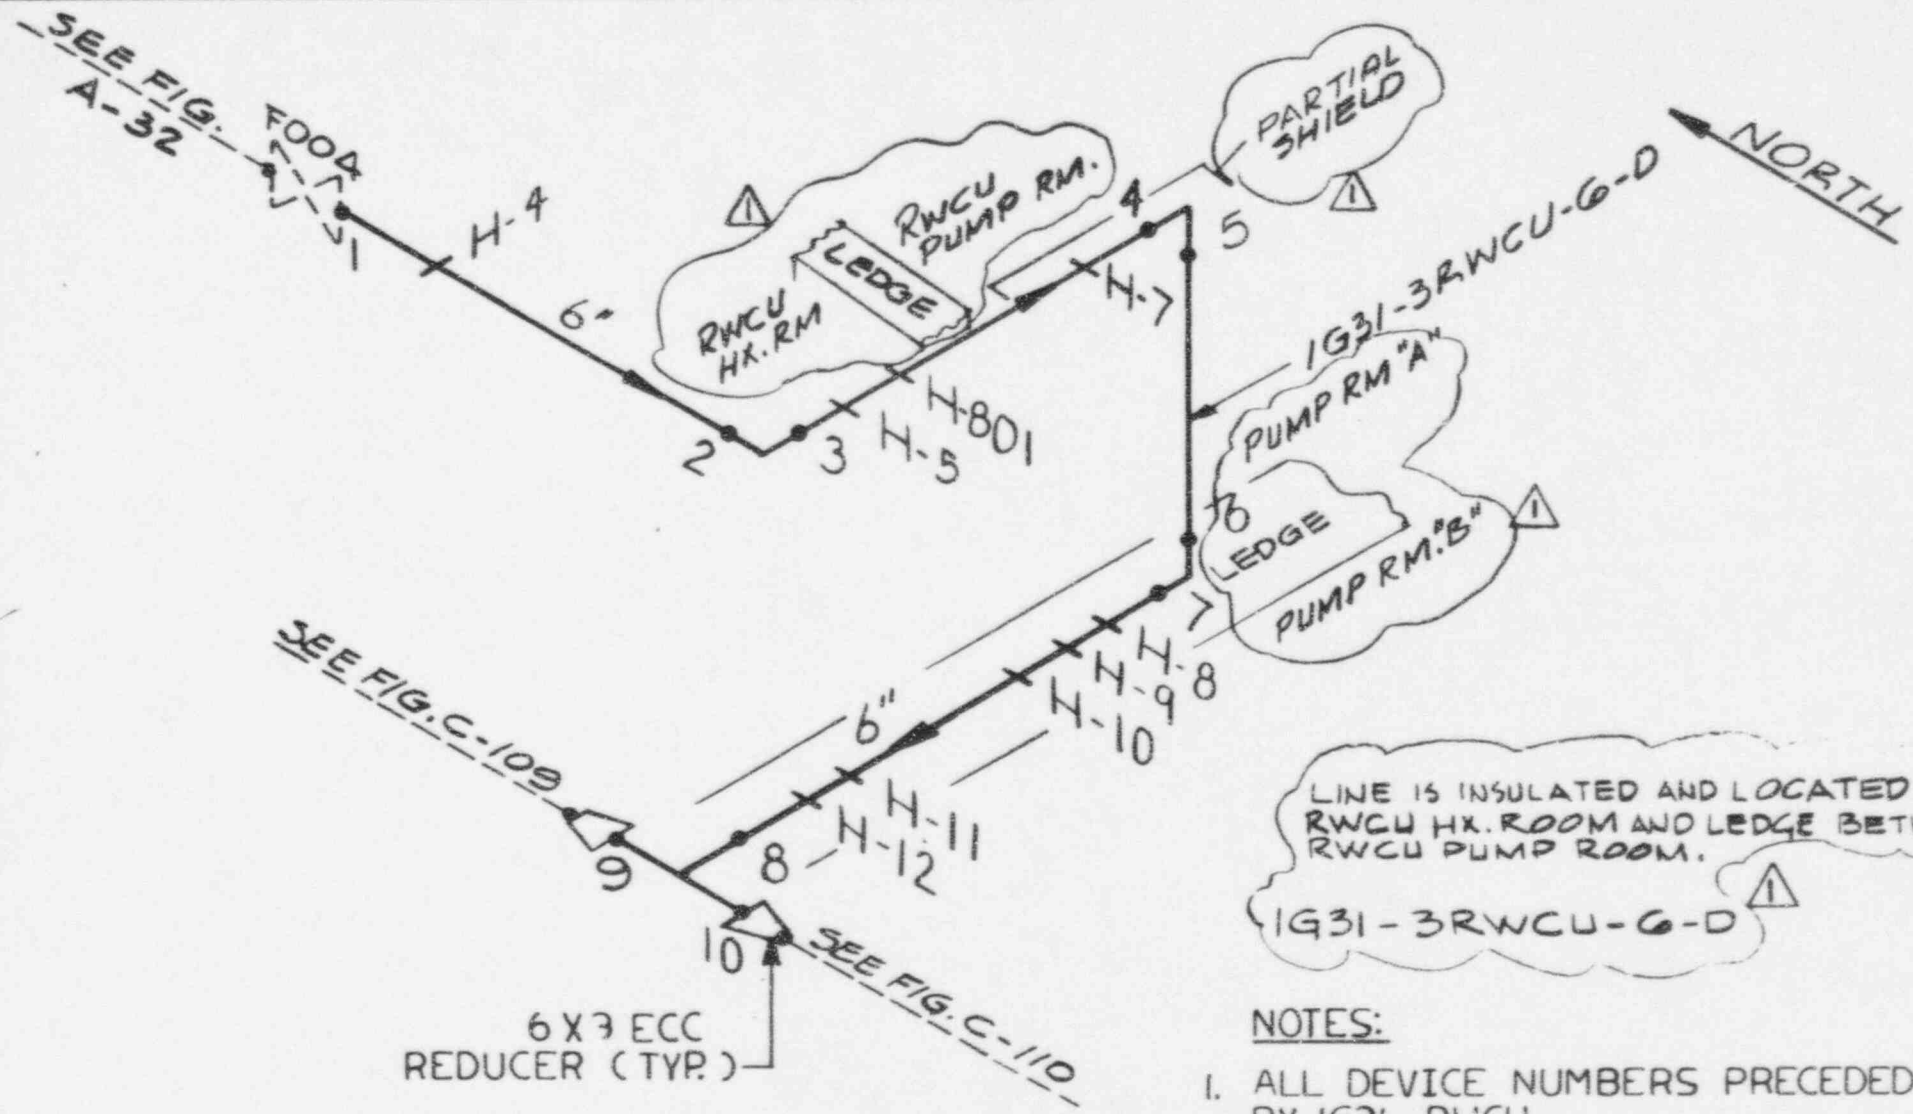 SEE FIG.
A-32
F004
1
H-4
6"
2
3
H-5
H-801
RWCU
HX. RM
LEDGE
RWCU
PUMP RM.
1
PARTIAL
SHIELD
1
4
5
H-7
NORTH
1G31-3RWCU-6-D
PUMP RM "A"
6
LEDGE
PUMP RM. "B"
1
7
H-8
H-9
H-10
6"
H-11
H-12
8
SEE FIG. C-109
9
10
SEE FIG. C-110
6 X 3 ECC
REDUCER (TYP.)
LINE IS INSULATED AND LOCATED
RWCU HX. ROOM AND LEDGE
RWCU PUMP ROOM.
1
1G31-3RWCU-6-D
NOTES:
1. ALL DEVICE NUMBERS PRECEDED